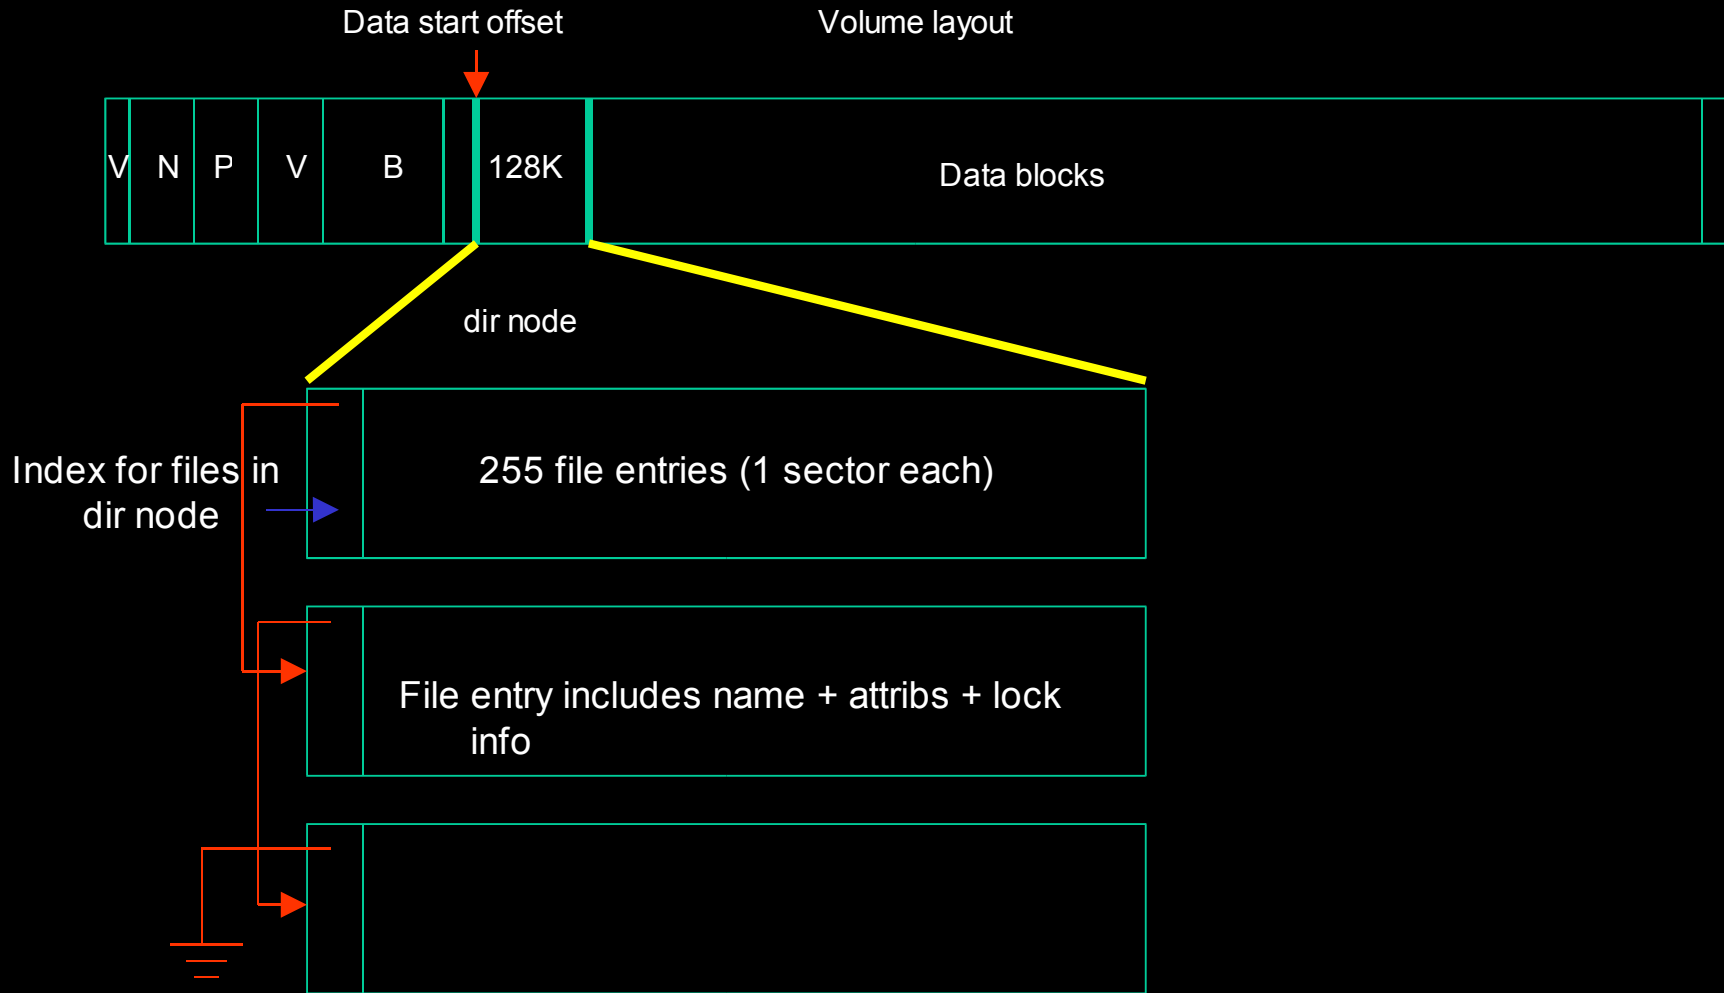 Data start offset
Volume layout
V
N
P
V
B
128K
Data blocks
dir node
Index for files in
dir node
255 file entries (1 sector each)
File entry includes name + attribs + lock
info